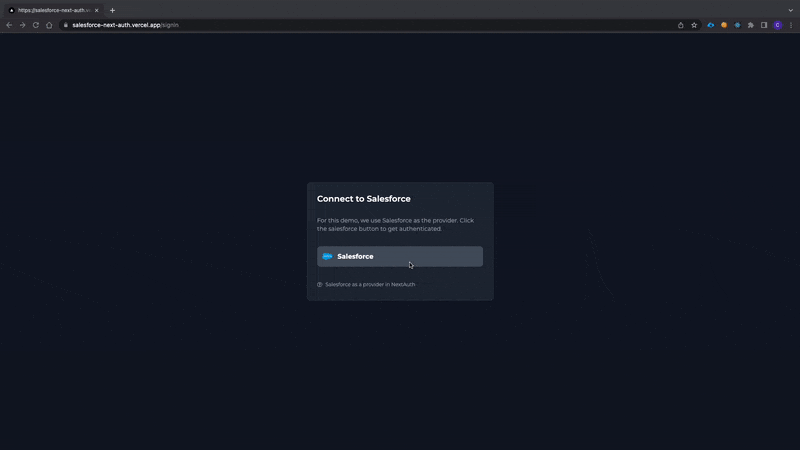 https://salesforce-next-auth.ve
salesforce-next-auth.vercel.app/signin
C
Connect to Salesforce
For this demo, we use Salesforce as the provider. Click
the salesforce button to get authenticated.
Salesforce
Salesforce as a provider in NextAuth